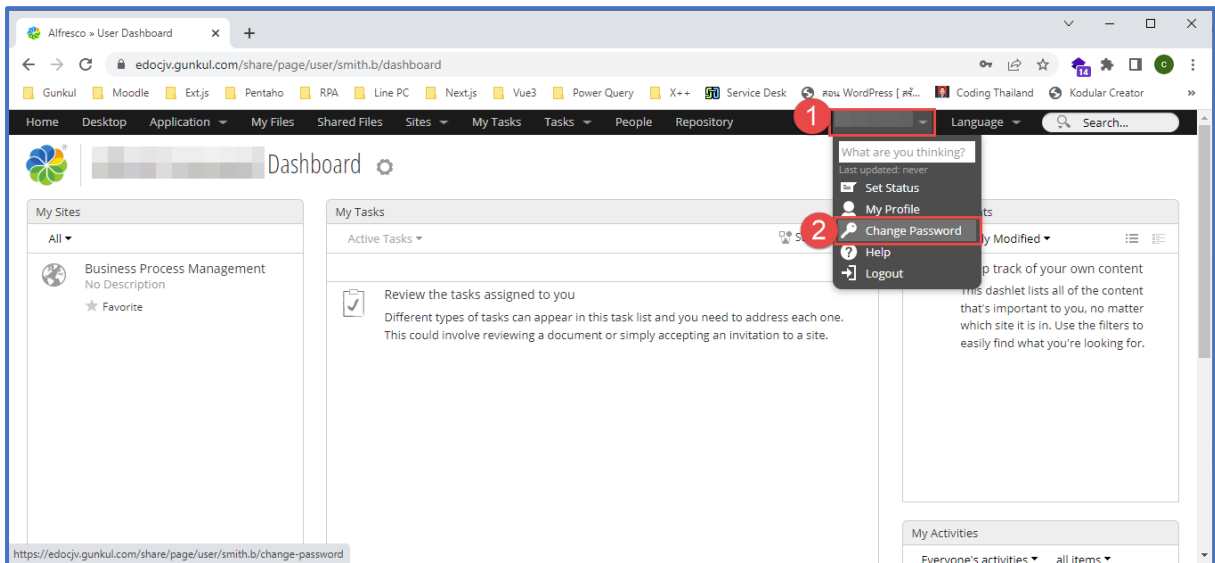 Alfresco » User Dashboard
edocjv.gunkul.com/share/page/user/smith.b/dashboard
14
c
Gunkul Moodle Ext.js Pentaho RPA Line PC Next.js Vue3 Power Query X++ Service Desk สอน WordPress [ สร้... Coding Thailand Kodular Creator »
Home Desktop Application My Files Shared Files Sites My Tasks Tasks People Repository 1 Language Search...
Dashboard
What are you thinking?
Last updated: never
Set Status
My Profile
2 Change Password
Help
Logout
My Sites
All
Business Process Management
No Description
Favorite
My Tasks
Active Tasks
Review the tasks assigned to you
Different types of tasks can appear in this task list and you need to address each one.
This could involve reviewing a document or simply accepting an invitation to a site.
y Modified
p track of your own content
This dashlet lists all of the content
that's important to you, no matter
which site it is in. Use the filters to
easily find what you're looking for.
My Activities
Everyone's activities all items
https://edocjv.gunkul.com/share/page/user/smith.b/change-password